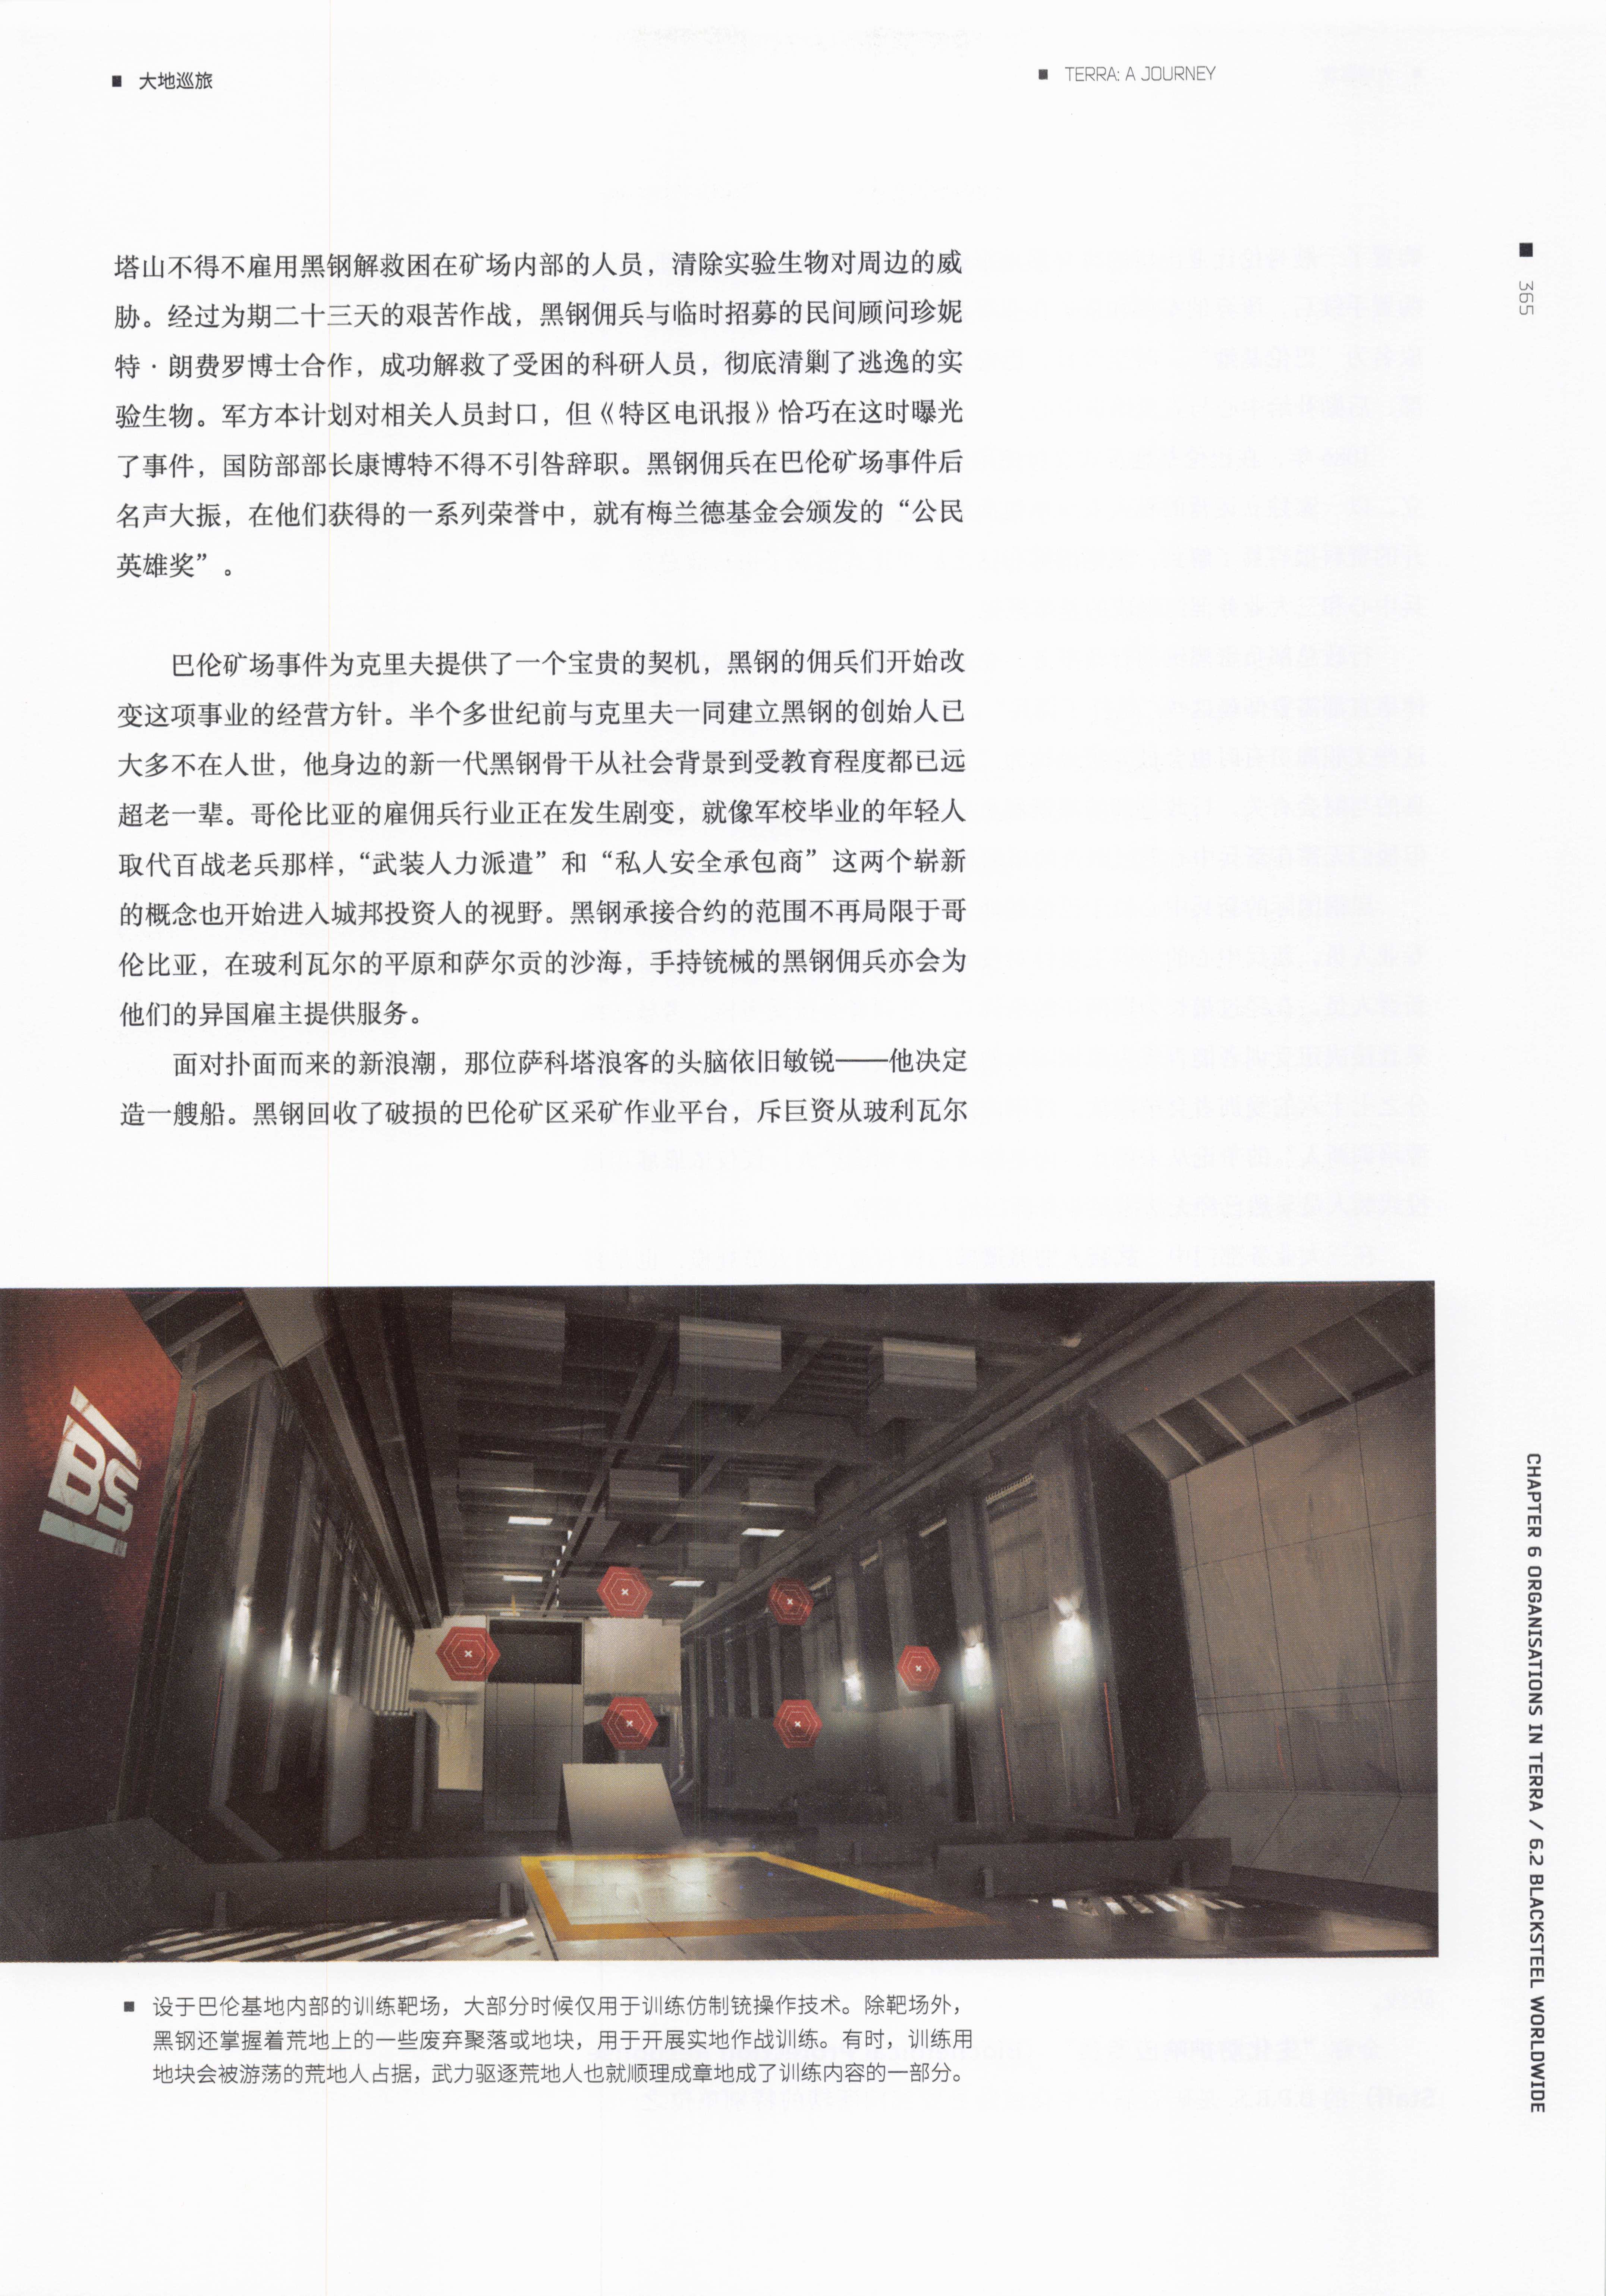 大地巡旅
TERRA: A JOURNEY
365
塔山不得不雇用黑钢解救困在矿场内部的人员，清除实验生物对周边的威
胁。经过为期二十三天的艰苦作战，黑钢佣兵与临时招募的民间顾问珍妮
特·朗费罗博士合作，成功解救了受困的科研人员，彻底清剿了逃逸的实
验生物。军方本计划对相关人员封口，但《特区电讯报》恰巧在这时曝光
了事件，国防部部长康博特不得不引咎辞职。黑钢佣兵在巴伦矿场事件后
名声大振，在他们获得的一系列荣誉中，就有梅兰德基金会颁发的“公民
英雄奖”。
巴伦矿场事件为克里夫提供了一个宝贵的契机，黑钢的佣兵们开始改
变这项事业的经营方针。半个多世纪前与克里夫一同建立黑钢的创始人已
大多不在人世，他身边的新一代黑钢骨干从社会背景到受教育程度都已远
超老一辈。哥伦比亚的雇佣兵行业正在发生剧变，就像军校毕业的年轻人
取代百战老兵那样，“武装人力派遣”和“私人安全承包商”这两个崭新
的概念也开始进入城邦投资人的视野。黑钢承接合约的范围不再局限于哥
伦比亚，在玻利瓦尔的平原和萨尔贡的沙海，手持铳械的黑钢佣兵亦会为
他们的异国雇主提供服务。
面对扑面而来的新浪潮，那位萨科塔浪客的头脑依旧敏锐——他决定
造一艘船。黑钢回收了破损的巴伦矿区采矿作业平台，斥巨资从玻利瓦尔
BS
设于巴伦基地内部的训练靶场，大部分时候仅用于训练仿制铳操作技术。除靶场外，
黑钢还掌握着荒地上的一些废弃聚落或地块，用于开展实地作战训练。有时，训练用
地块会被游荡的荒地人占据，武力驱逐荒地人也就顺理成章地成了训练内容的一部分。
CHAPTER 6 ORGANISATIONS IN TERRA / 6.2 BLACKSTEEL WORLDWIDE